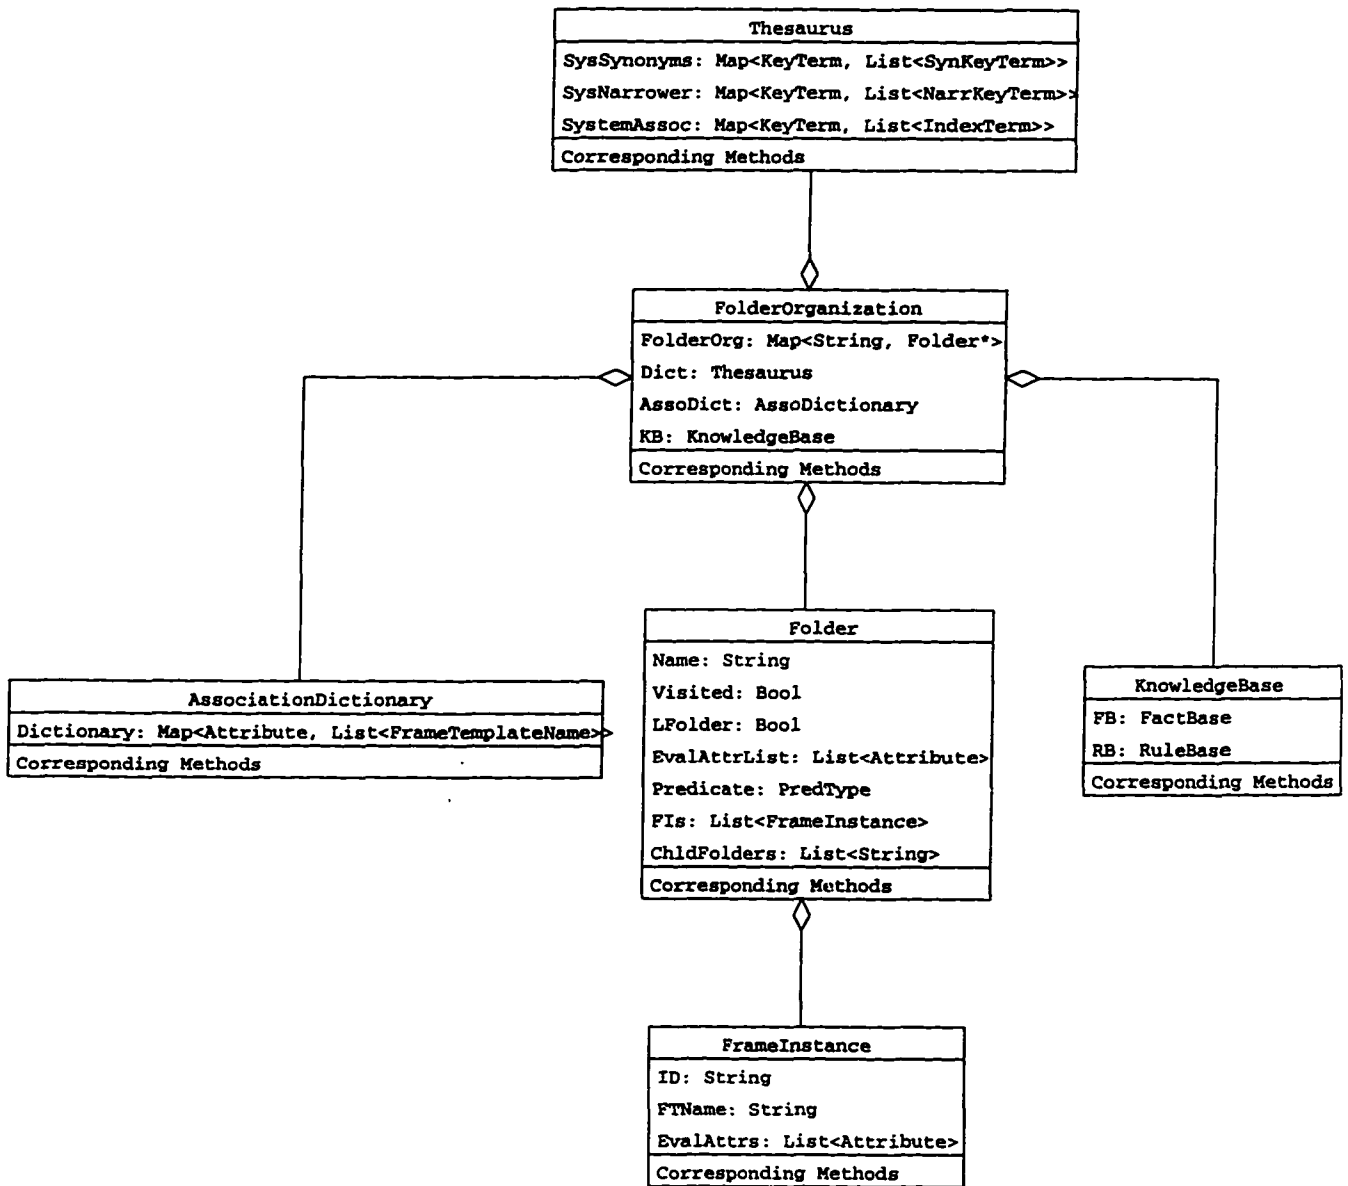 Thesaurus
SysSynonyms: Map<KeyTerm, List<SynKeyTerm>>
SysNarrower: Map<KeyTerm, List<NarrKeyTerm>>
SystemAssoc: Map<KeyTerm, List<IndexTerm>>
Corresponding Methods
FolderOrganization
FolderOrg: Map<String, Folder*>
Dict: Thesaurus
AssoDict: AssoDictionary
KB: KnowledgeBase
Corresponding Methods
AssociationDictionary
Dictionary: Map<Attribute, List<FrameTemplateName>>
Corresponding Methods
Folder
Name: String
Visited: Bool
LFolder: Bool
EvalAttrList: List<Attribute>
Predicate: PredType
FIs: List<FrameInstance>
ChldFolders: List<String>
Corresponding Methods
KnowledgeBase
FB: FactBase
RB: RuleBase
Corresponding Methods
FrameInstance
ID: String
FTName: String
EvalAttrs: List<Attribute>
Corresponding Methods